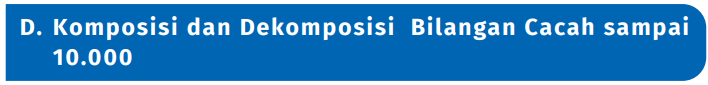 D. Komposisi dan Dekomposisi Bilangan Cacah sampai
10.000